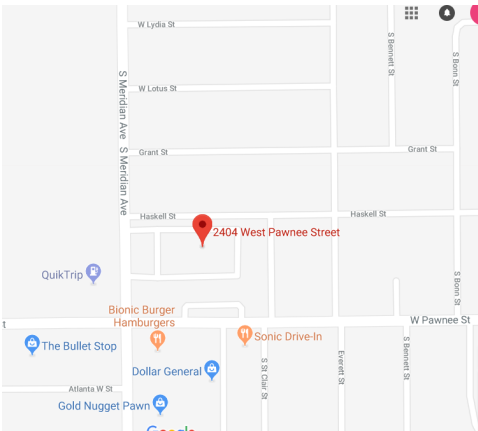 W Lydia St
S Bennett St
S Bonn St
W Lotus St
S Meridian Ave
S Meridian Ave
Grant St
Grant St
Haskell St
Haskell St
2404 West Pawnee Street
QuikTrip
S Bonn St
Bionic Burger
Hamburgers
W Pawnee St
t
Sonic Drive-In
The Bullet Stop
Dollar General
S St Clair St
Everett St
S Bennett St
Atlanta W St
Gold Nugget Pawn
Google